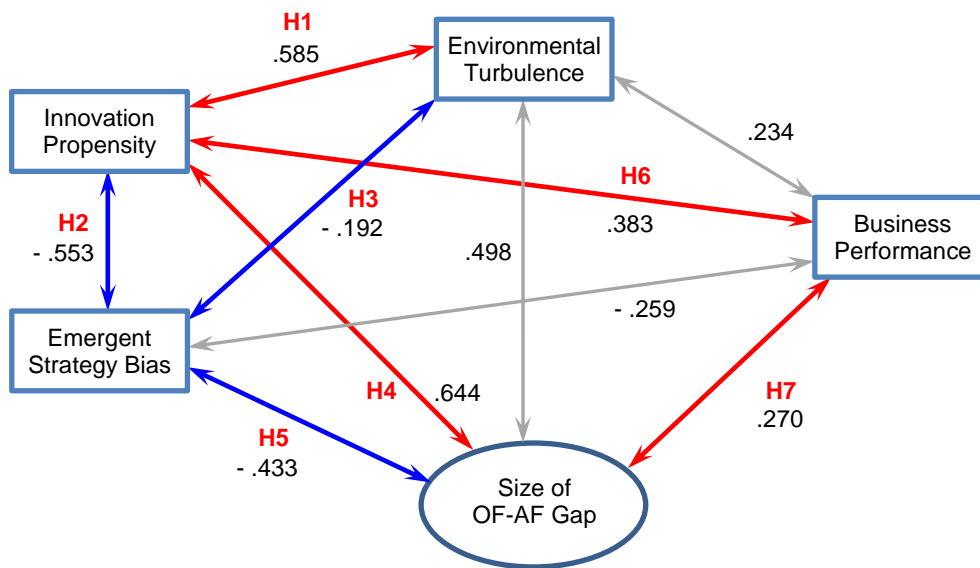 H1
.585
Environmental
Turbulence
Innovation
Propensity
.234
H6
.383
H3
- .192
H2
- .553
.498
Business
Performance
- .259
Emergent
Strategy Bias
H4
.644
H7
.270
H5
- .433
Size of
OF-AF Gap